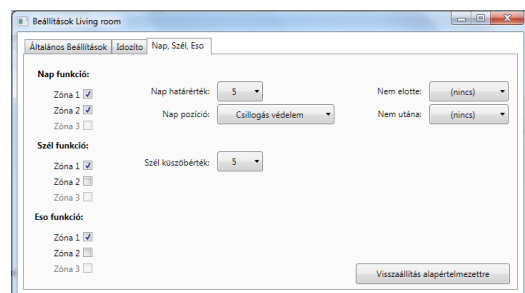 Beállítások Living room
Általános Beállítások Idozíto Nap, Szél, Eso
Nap funkció:
Zóna 1 Nap határérték: 5 Nem elotte: (nincs)
Zóna 2 Nap pozíció: Csillogás védelem Nem utána: (nincs)
Zóna 3
Szél funkció:
Zóna 1 Szél küszöbérték: 5
Zóna 2
Zóna 3
Eso funkció:
Zóna 1
Zóna 2
Zóna 3
Visszaállítás alapértelmezettre